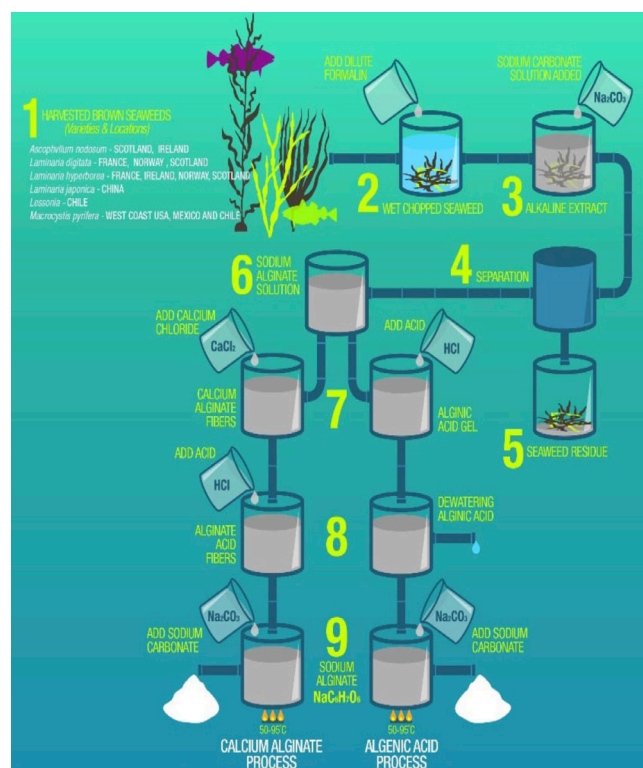 1 HARVESTED BROWN SEAWEEDS
(Varieties & Locations)
Ascophyllum nodosum - SCOTLAND, IRELAND
Laminaria digitata - FRANCE, NORWAY , SCOTLAND
Laminaria hyperborea - FRANCE, IRELAND, NORWAY, SCOTLAND
Laminaria japonica - CHINA
Lossonia - CHILE
Macrocystis pyrifera - WEST COAST USA, MEXICO AND CHILE
ADD DILUTE
FORMALIN
2 WET CHOPPED SEAWEED
SODIUM CARBONATE
SOLUTION ADDED
Na₂CO₃
3 ALKALINE EXTRACT
4 SEPARATION
5 SEAWEED RESIDUE
6 SODIUM
ALGINATE
SOLUTION
ADD CALCIUM
CHLORIDE
CaCl₂
CALCIUM
ALGINATE
FIBERS
7
ADD ACID
HCl
ALGINIC
ACID GEL
ADD ACID
HCl
ALGINATE
ACID
FIBERS
8
DEWATERING
ALGINIC ACID
Na₂CO₃
ADD SODIUM
CARBONATE
9
SODIUM
ALGINATE
NaC₆H₇O₆
Na₂CO₃
ADD SODIUM
CARBONATE
50-95°C
CALCIUM ALGINATE
PROCESS
50-95°C
ALGENIC ACID
PROCESS